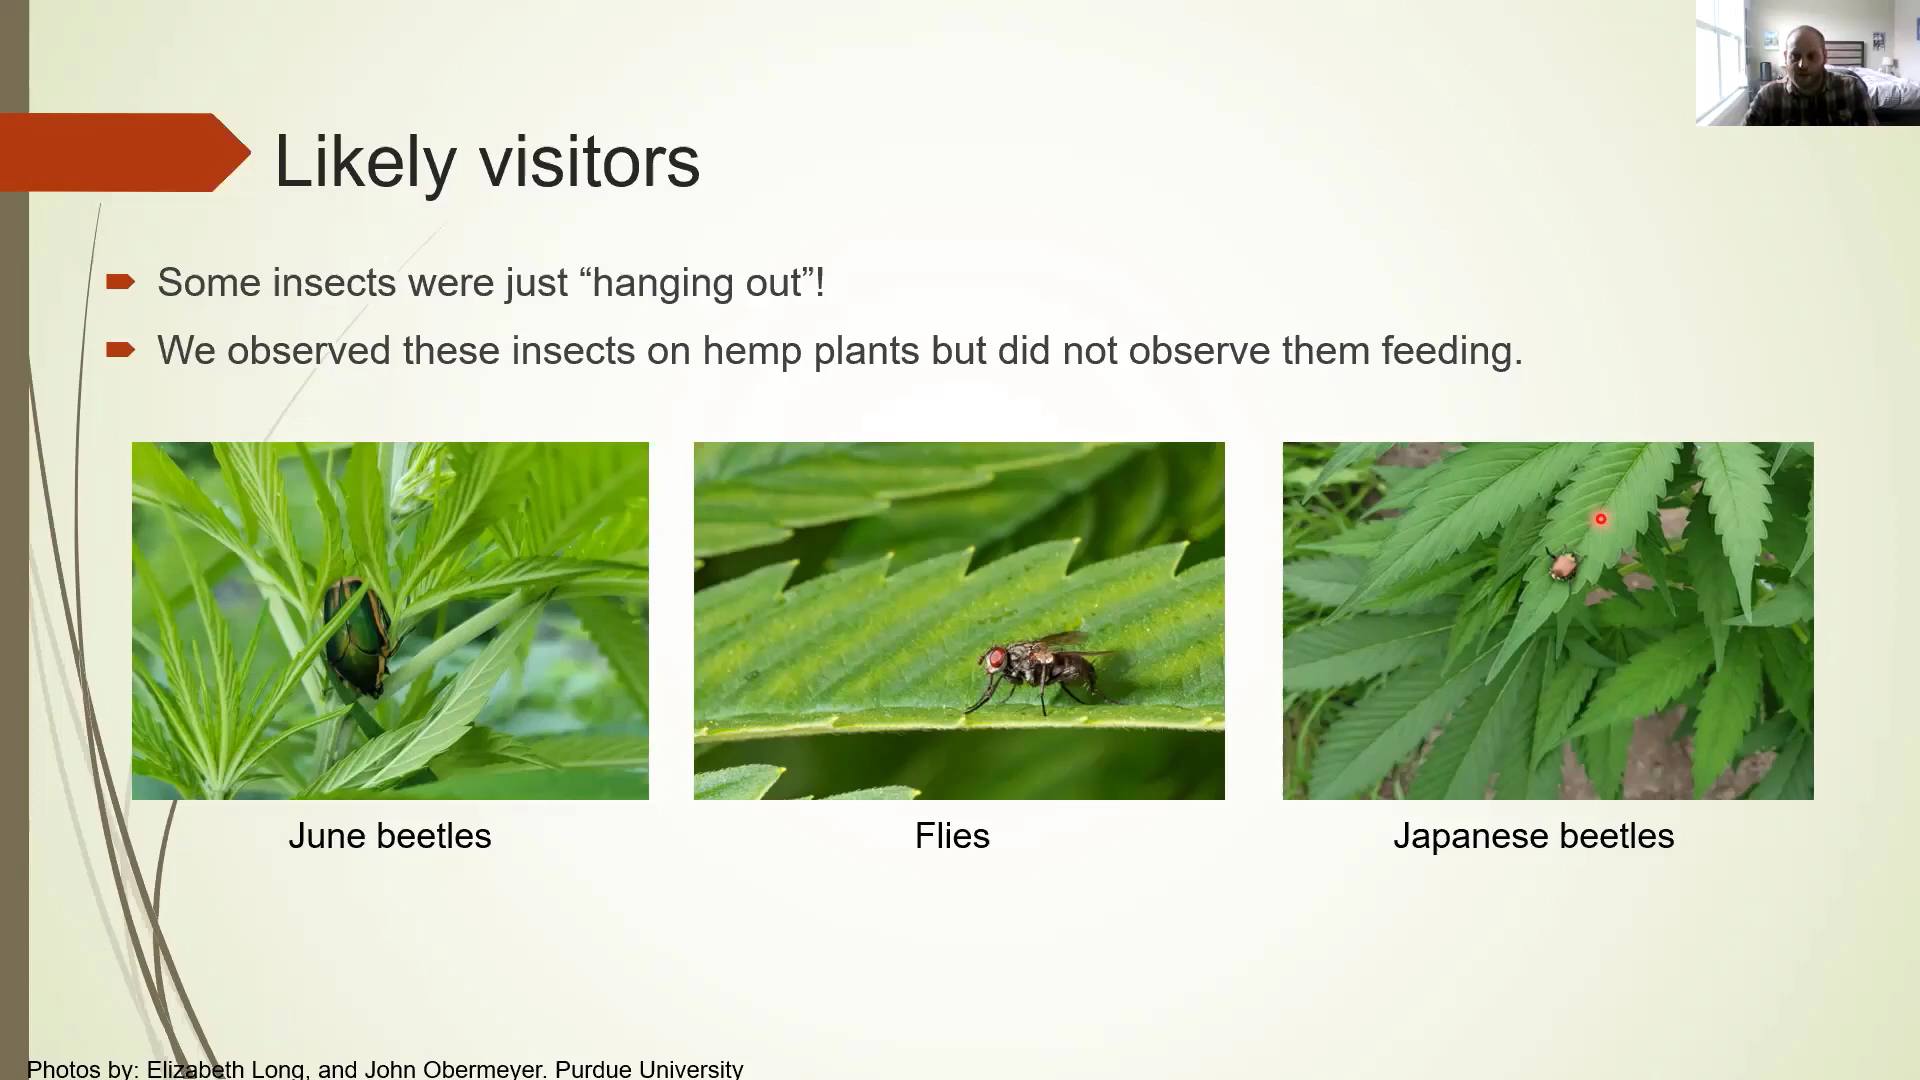 Likely visitors
Some insects were just “hanging out”!
We observed these insects on hemp plants but did not observe them feeding.
June beetles
Flies
Japanese beetles
Photos by: Elizabeth Long, and John Obermeyer. Purdue University